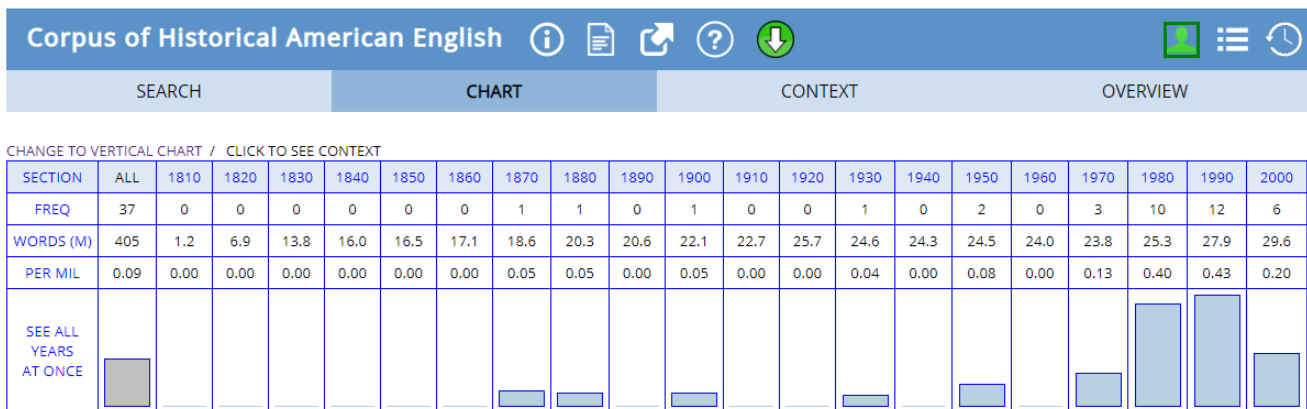 Corpus of Historical American English
SEARCH CHART CONTEXT OVERVIEW
CHANGE TO VERTICAL CHART / CLICK TO SEE CONTEXT
SECTION ALL 1810 1820 1830 1840 1850 1860 1870 1880 1890 1900 1910 1920 1930 1940 1950 1960 1970 1980 1990 2000
FREQ 37 0 0 0 0 0 0 1 1 0 1 0 0 1 0 2 0 3 10 12 6
WORDS (M) 405 1.2 6.9 13.8 16.0 16.5 17.1 18.6 20.3 20.6 22.1 22.7 25.7 24.6 24.3 24.5 24.0 23.8 25.3 27.9 29.6
PER MIL 0.09 0.00 0.00 0.00 0.00 0.00 0.00 0.05 0.05 0.00 0.05 0.00 0.00 0.04 0.00 0.08 0.00 0.13 0.40 0.43 0.20
SEE ALL
YEARS
AT ONCE